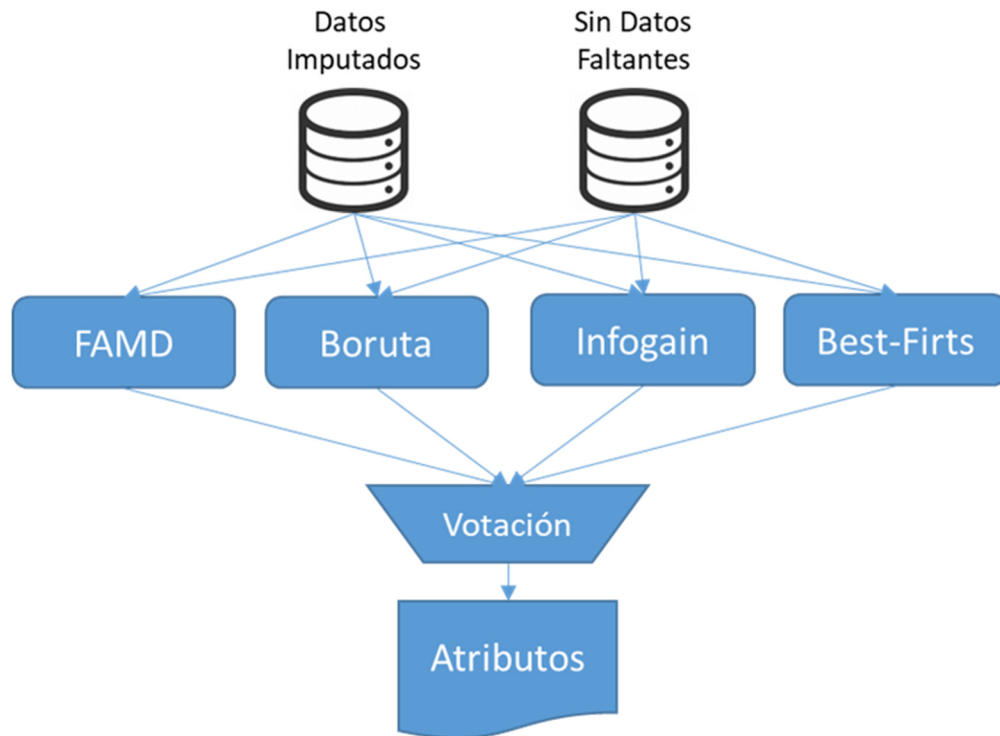 Datos
Imputados
Sin Datos
Faltantes
FAMD
Boruta
Infogain
Best-Firts
Votación
Atributos